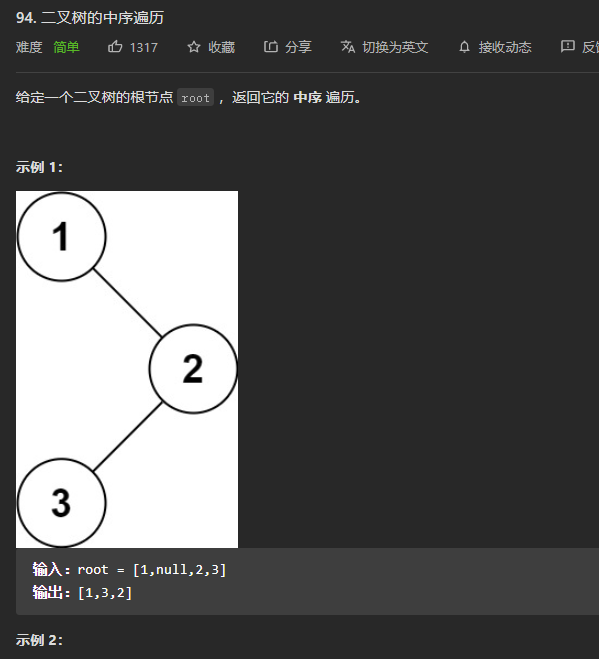 94. 二叉树的中序遍历
难度 简单 1317 收藏 分享 切换为英文 接收动态
给定一个二叉树的根节点 root ，返回它的 中序 遍历。
示例 1：
1
2
3
输入：root = [1,null,2,3]
输出：[1,3,2]
示例 2：